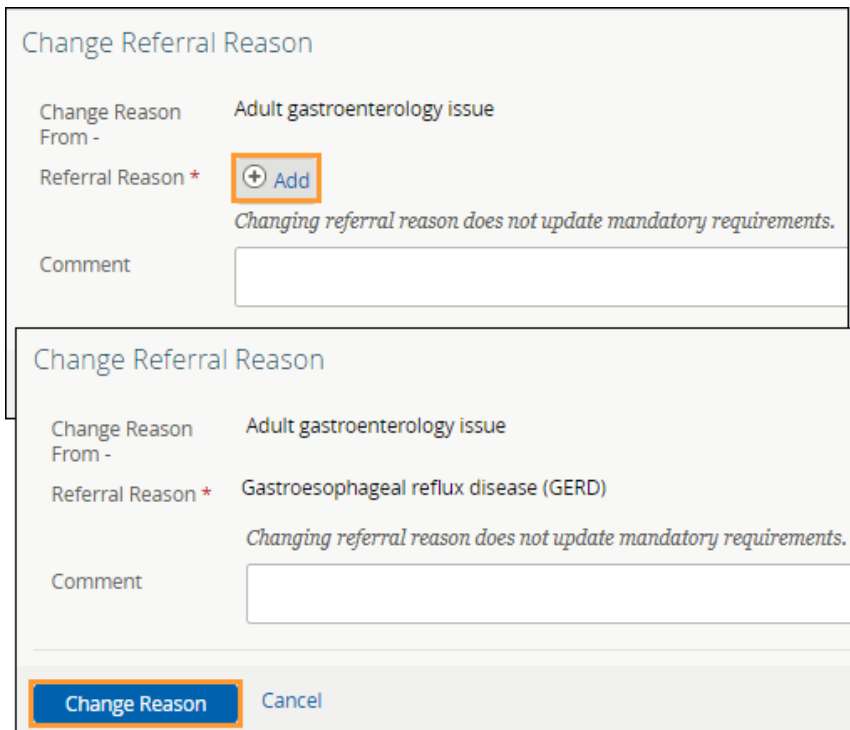 Change Referral Reason
Change Reason From - Adult gastroenterology issue
Referral Reason * Add
Changing referral reason does not update mandatory requirements.
Comment
Change Referral Reason
Change Reason From - Adult gastroenterology issue
Referral Reason * Gastroesophageal reflux disease (GERD)
Changing referral reason does not update mandatory requirements.
Comment
Change Reason Cancel